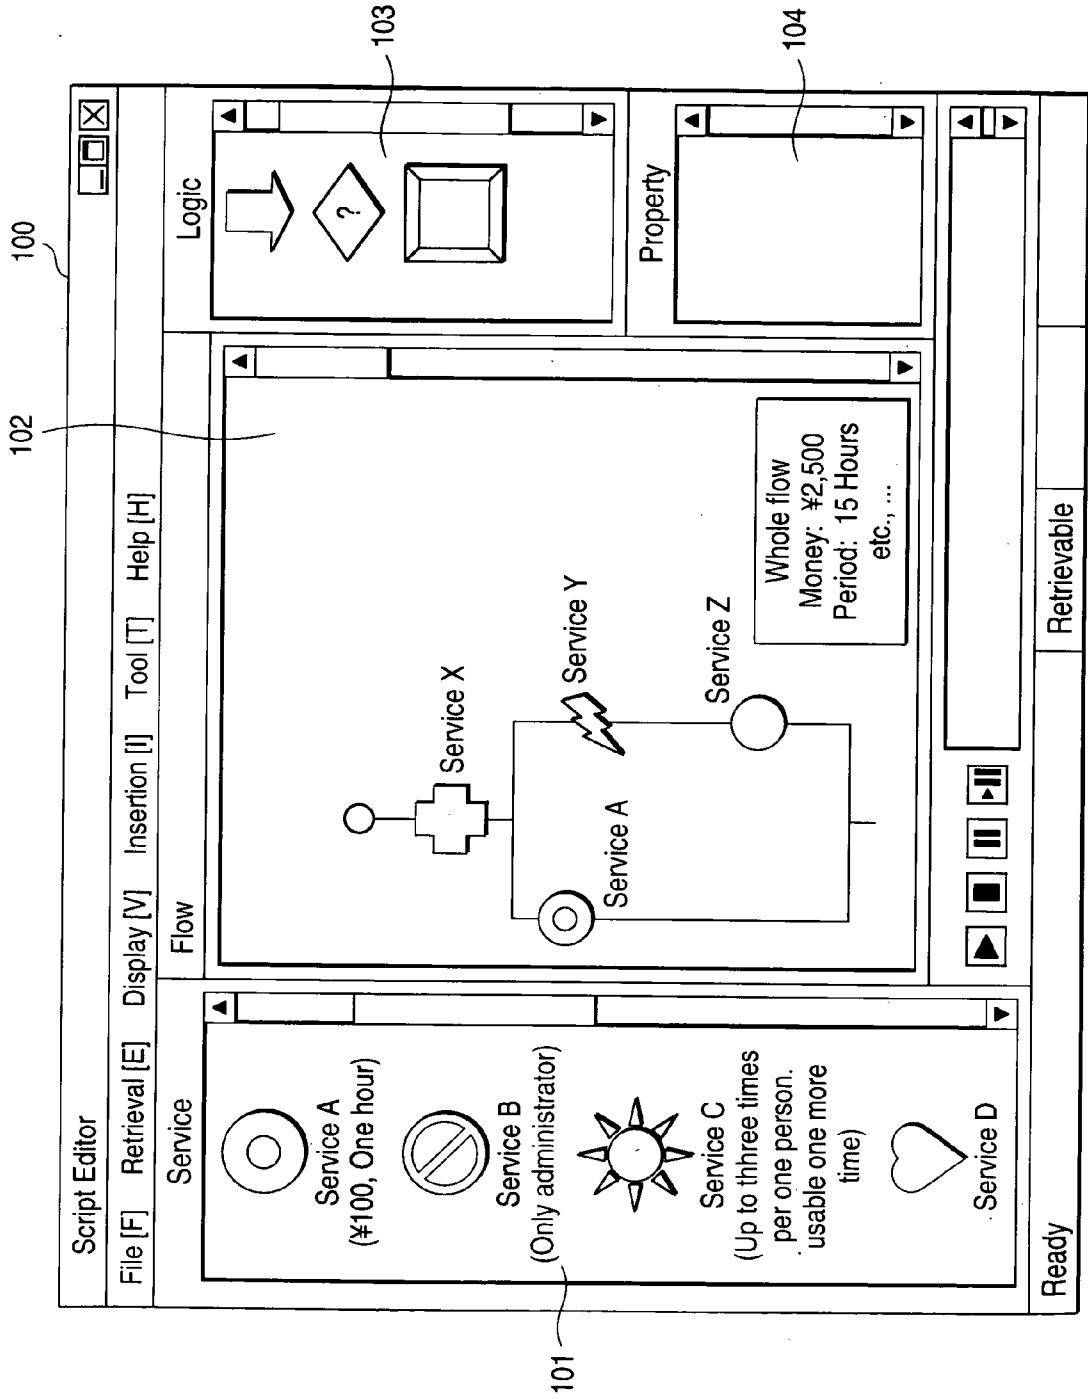 100
Script Editor
File [F] Retrieval [E] Display [V] Insertion [I] Tool [T] Help [H]
102
Service
Service A
(¥100, One hour)
Service B
(Only administrator)
Service C
(Up to thhree times
per one person.
usable one more
time)
Service D
101
Flow
Service X
Service A
Service Y
Service Z
Whole flow
Money: ¥2,500
Period: 15 Hours
etc., ...
Logic
?
103
Property
104
Ready
Retrievable